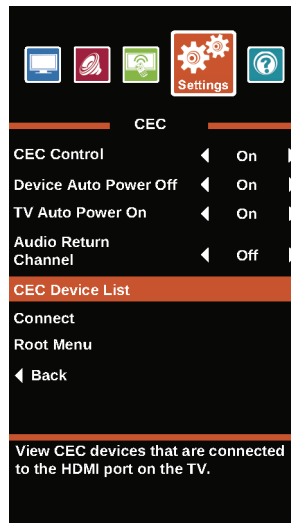 Settings
CEC
CEC Control On
Device Auto Power Off On
TV Auto Power On On
Audio Return
Channel Off
CEC Device List
Connect
Root Menu
Back
View CEC devices that are connected
to the HDMI port on the TV.